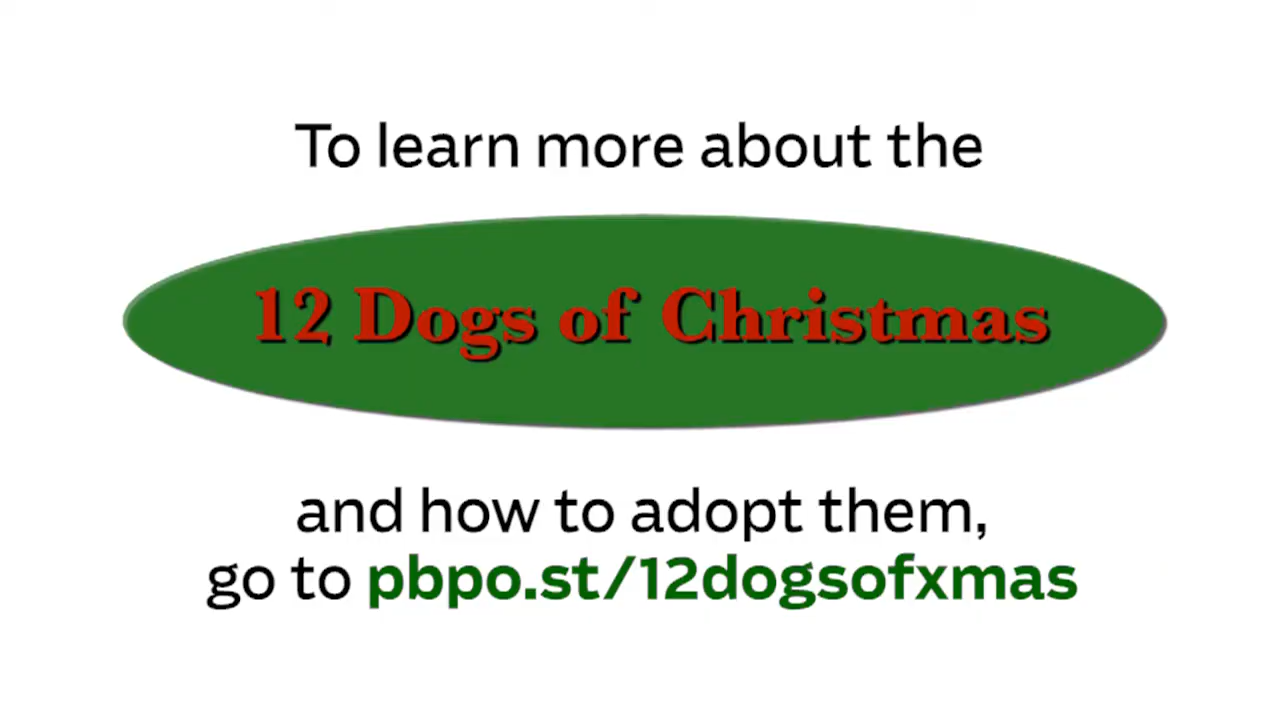 To learn more about the
12 Dogs of Christmas
and how to adopt them,
go to pbpo.st/12dogsofxmas